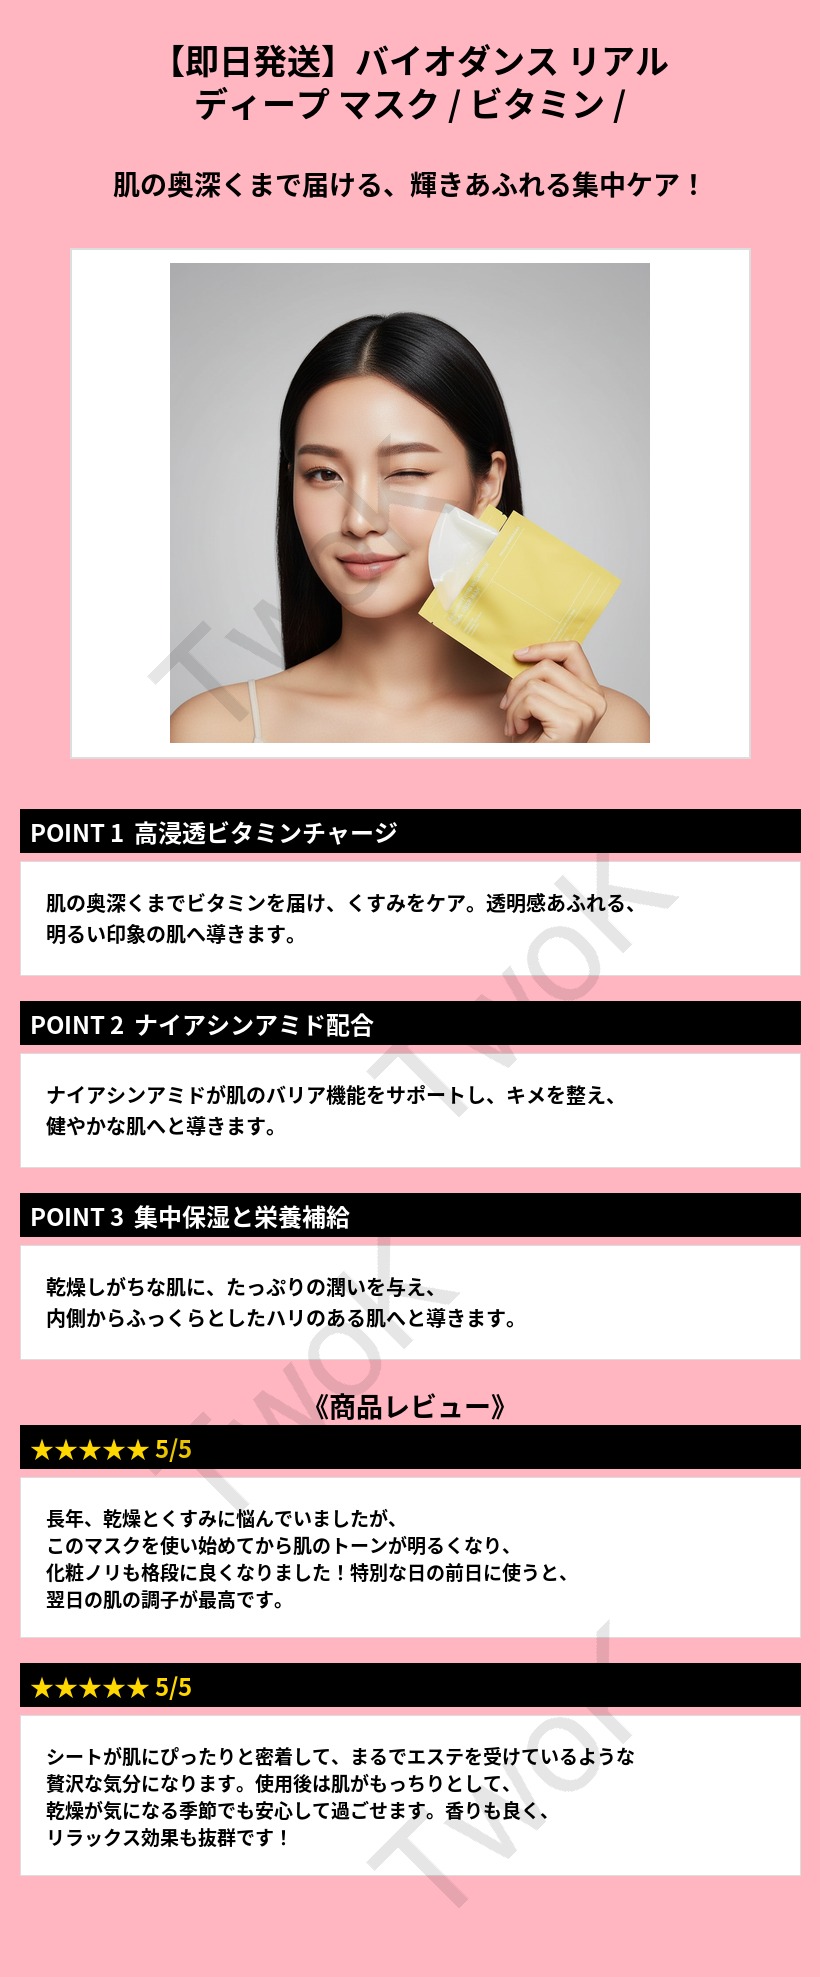 【即日発送】バイオダンス リアル
ディープ マスク / ビタミン /
肌の奥深くまで届ける、輝きあふれる集中ケア！
TwoK
POINT 1 高浸透ビタミンチャージ
肌の奥深くまでビタミンを届け、くすみをケア。透明感あふれる、
明るい印象の肌へ導きます。
TwoK
POINT 2 ナイアシンアミド配合
ナイアシンアミドが肌のバリア機能をサポートし、キメを整え、
健やかな肌へと導きます。
POINT 3 集中保湿と栄養補給
乾燥しがちな肌に、たっぷりの潤いを与え、
内側からふっくらとしたハリのある肌へと導きます。
TwoK
《商品レビュー》
★★★★★ 5/5
長年、乾燥とくすみに悩んでいましたが、
このマスクを使い始めてから肌のトーンが明るくなり、
化粧ノリも格段に良くなりました！特別な日の前日に使うと、
翌日の肌の調子が最高です。
★★★★★ 5/5
シートが肌にぴったりと密着して、まるでエステを受けているような
贅沢な気分になります。使用後は肌がもっちりとして、
乾燥が気になる季節でも安心して過ごせます。香りも良く、
リラックス効果も抜群です！
TwoK